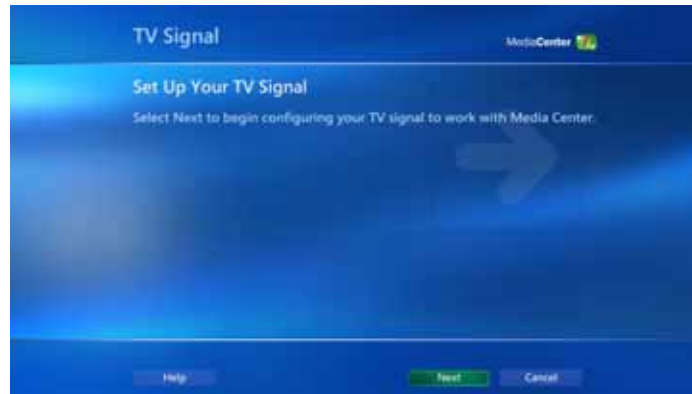 TV Signal
MediaCenter
Set Up Your TV Signal
Select Next to begin configuring your TV signal to work with Media Center.
Help Next Cancel